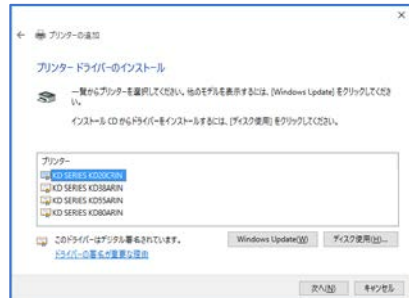 プリンターの追加
プリンター ドライバーのインストール
一覧からプリンターを選択してください。他のモデルを表示するには、[Windows Update] をクリックしてくださ
い。
インストール CD からドライバーをインストールするには、[ディスク使用] をクリックしてください。
プリンター
KD SERIES
KD SERIES KD38ARIN
KD SERIES KD55ARIN
KD SERIES KD80ARIN
このドライバーはデジタル署名されています。
Windows Update(W)
ディスク使用(H)...
ドライバーの署名が重要な理由
次へ(N)
キャンセル